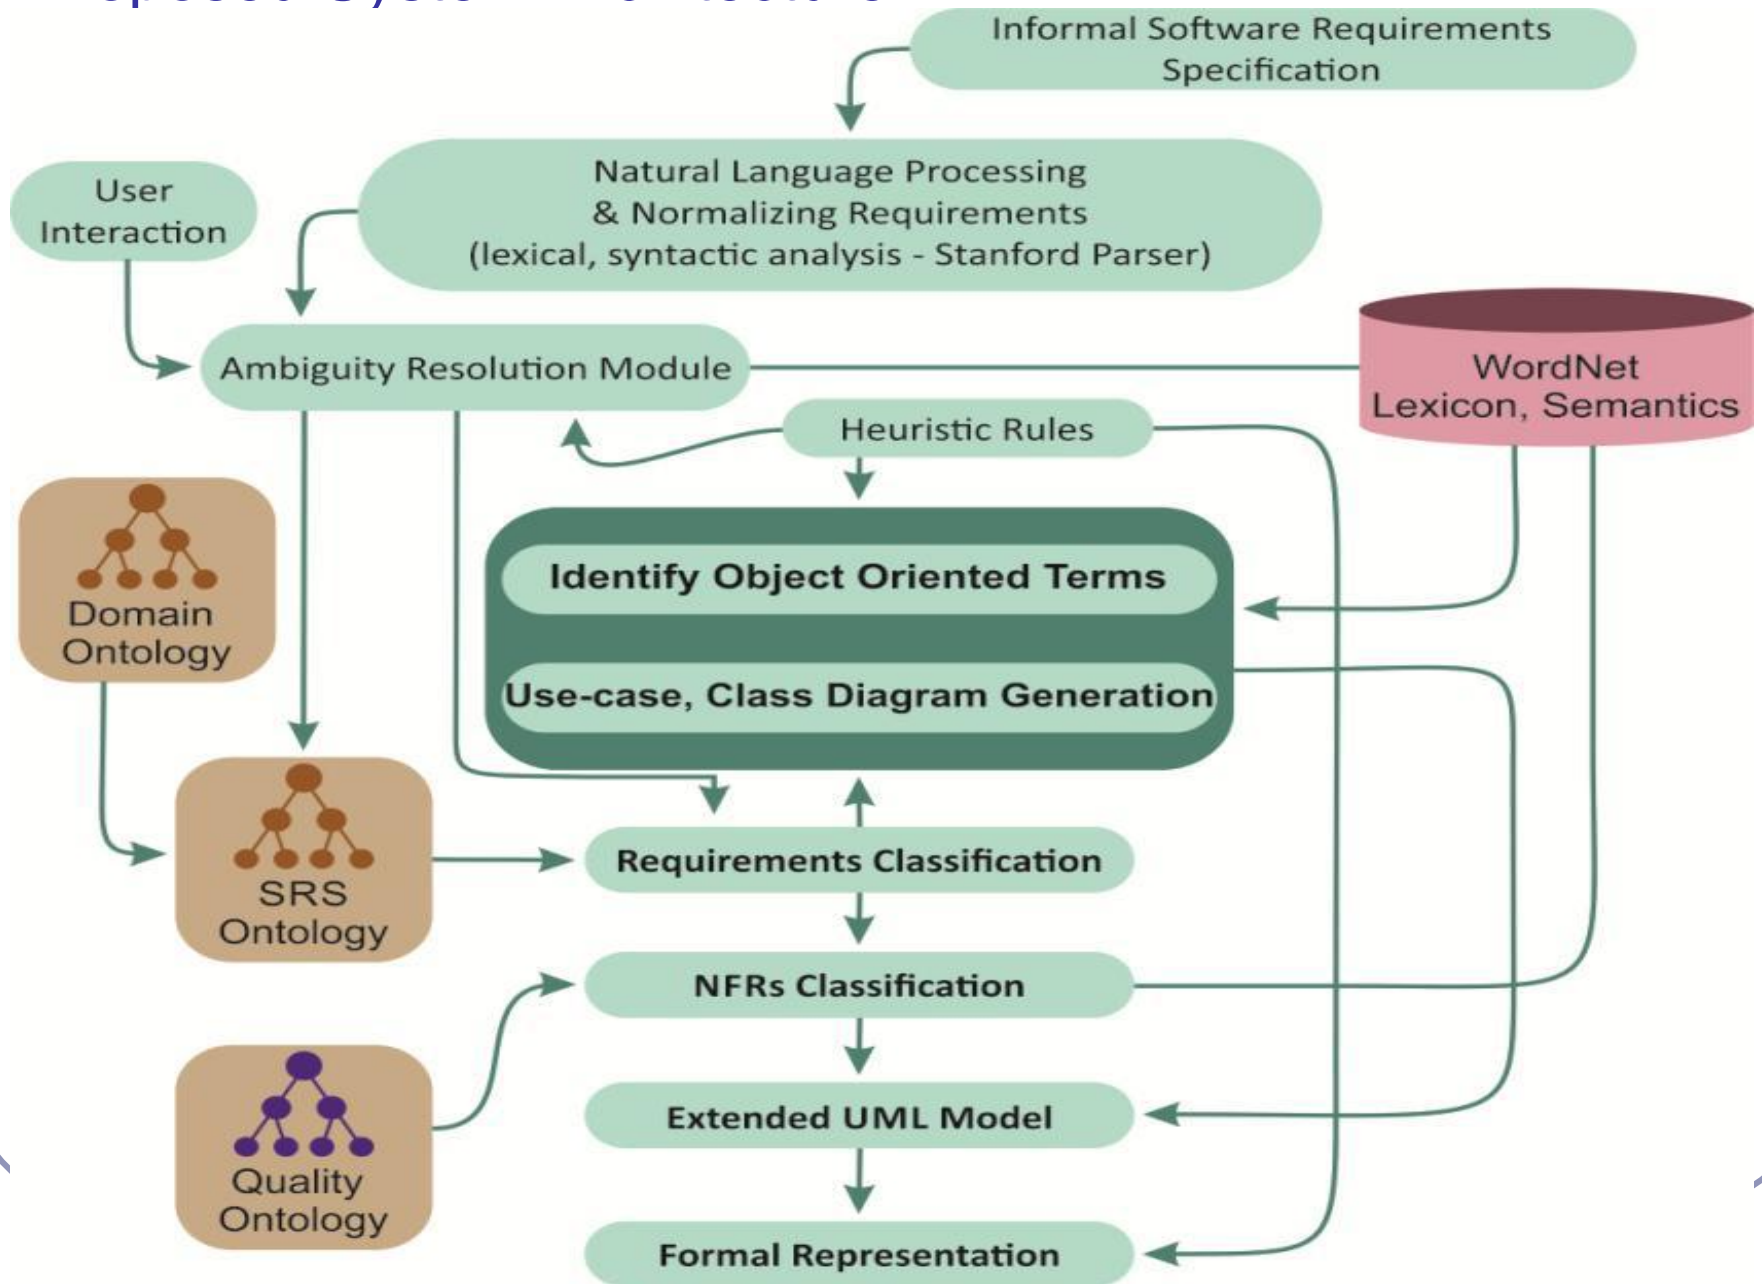 Informal Software Requirements
Specification
Natural Language Processing
& Normalizing Requirements
(lexical, syntactic analysis - Stanford Parser)
User
Interaction
Ambiguity Resolution Module
WordNet
Lexicon, Semantics
Heuristic Rules
Identify Object Oriented Terms
Domain
Ontology
Use-case, Class Diagram Generation
Requirements Classification
SRS
Ontology
NFRs Classification
Extended UML Model
Quality
Ontology
Formal Representation